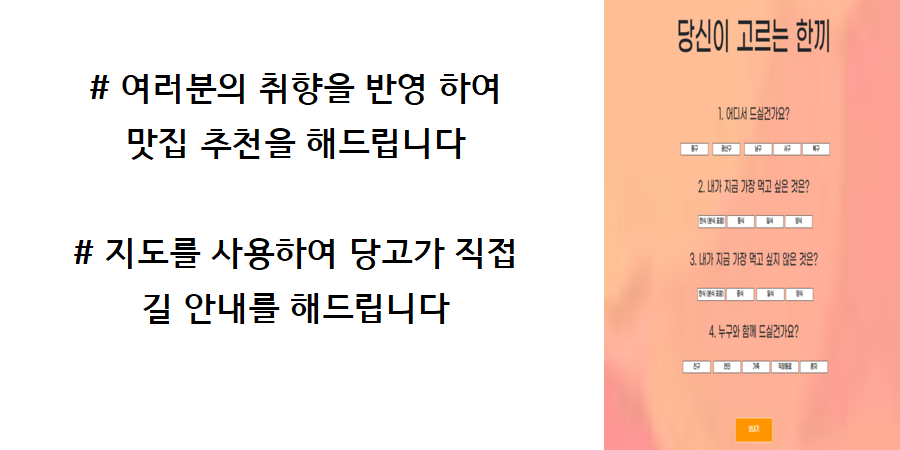 # 여러분의 취향을 반영 하여
맛집 추천을 해드립니다
# 지도를 사용하여 당고가 직접
길 안내를 해드립니다
당신이 고르는 한끼
1. 어디서 드실건가요?
동구 광산구 남구 서구 북구
2. 내가 지금 가장 먹고 싶은 것은?
한식 (분식 포함) 중식 일식 양식
3. 내가 지금 가장 먹고 싶지 않은 것은?
한식 (분식 포함) 중식 일식 양식
4. 누구와 함께 드실건가요?
친구 연인 가족 직장동료 혼자
보내기